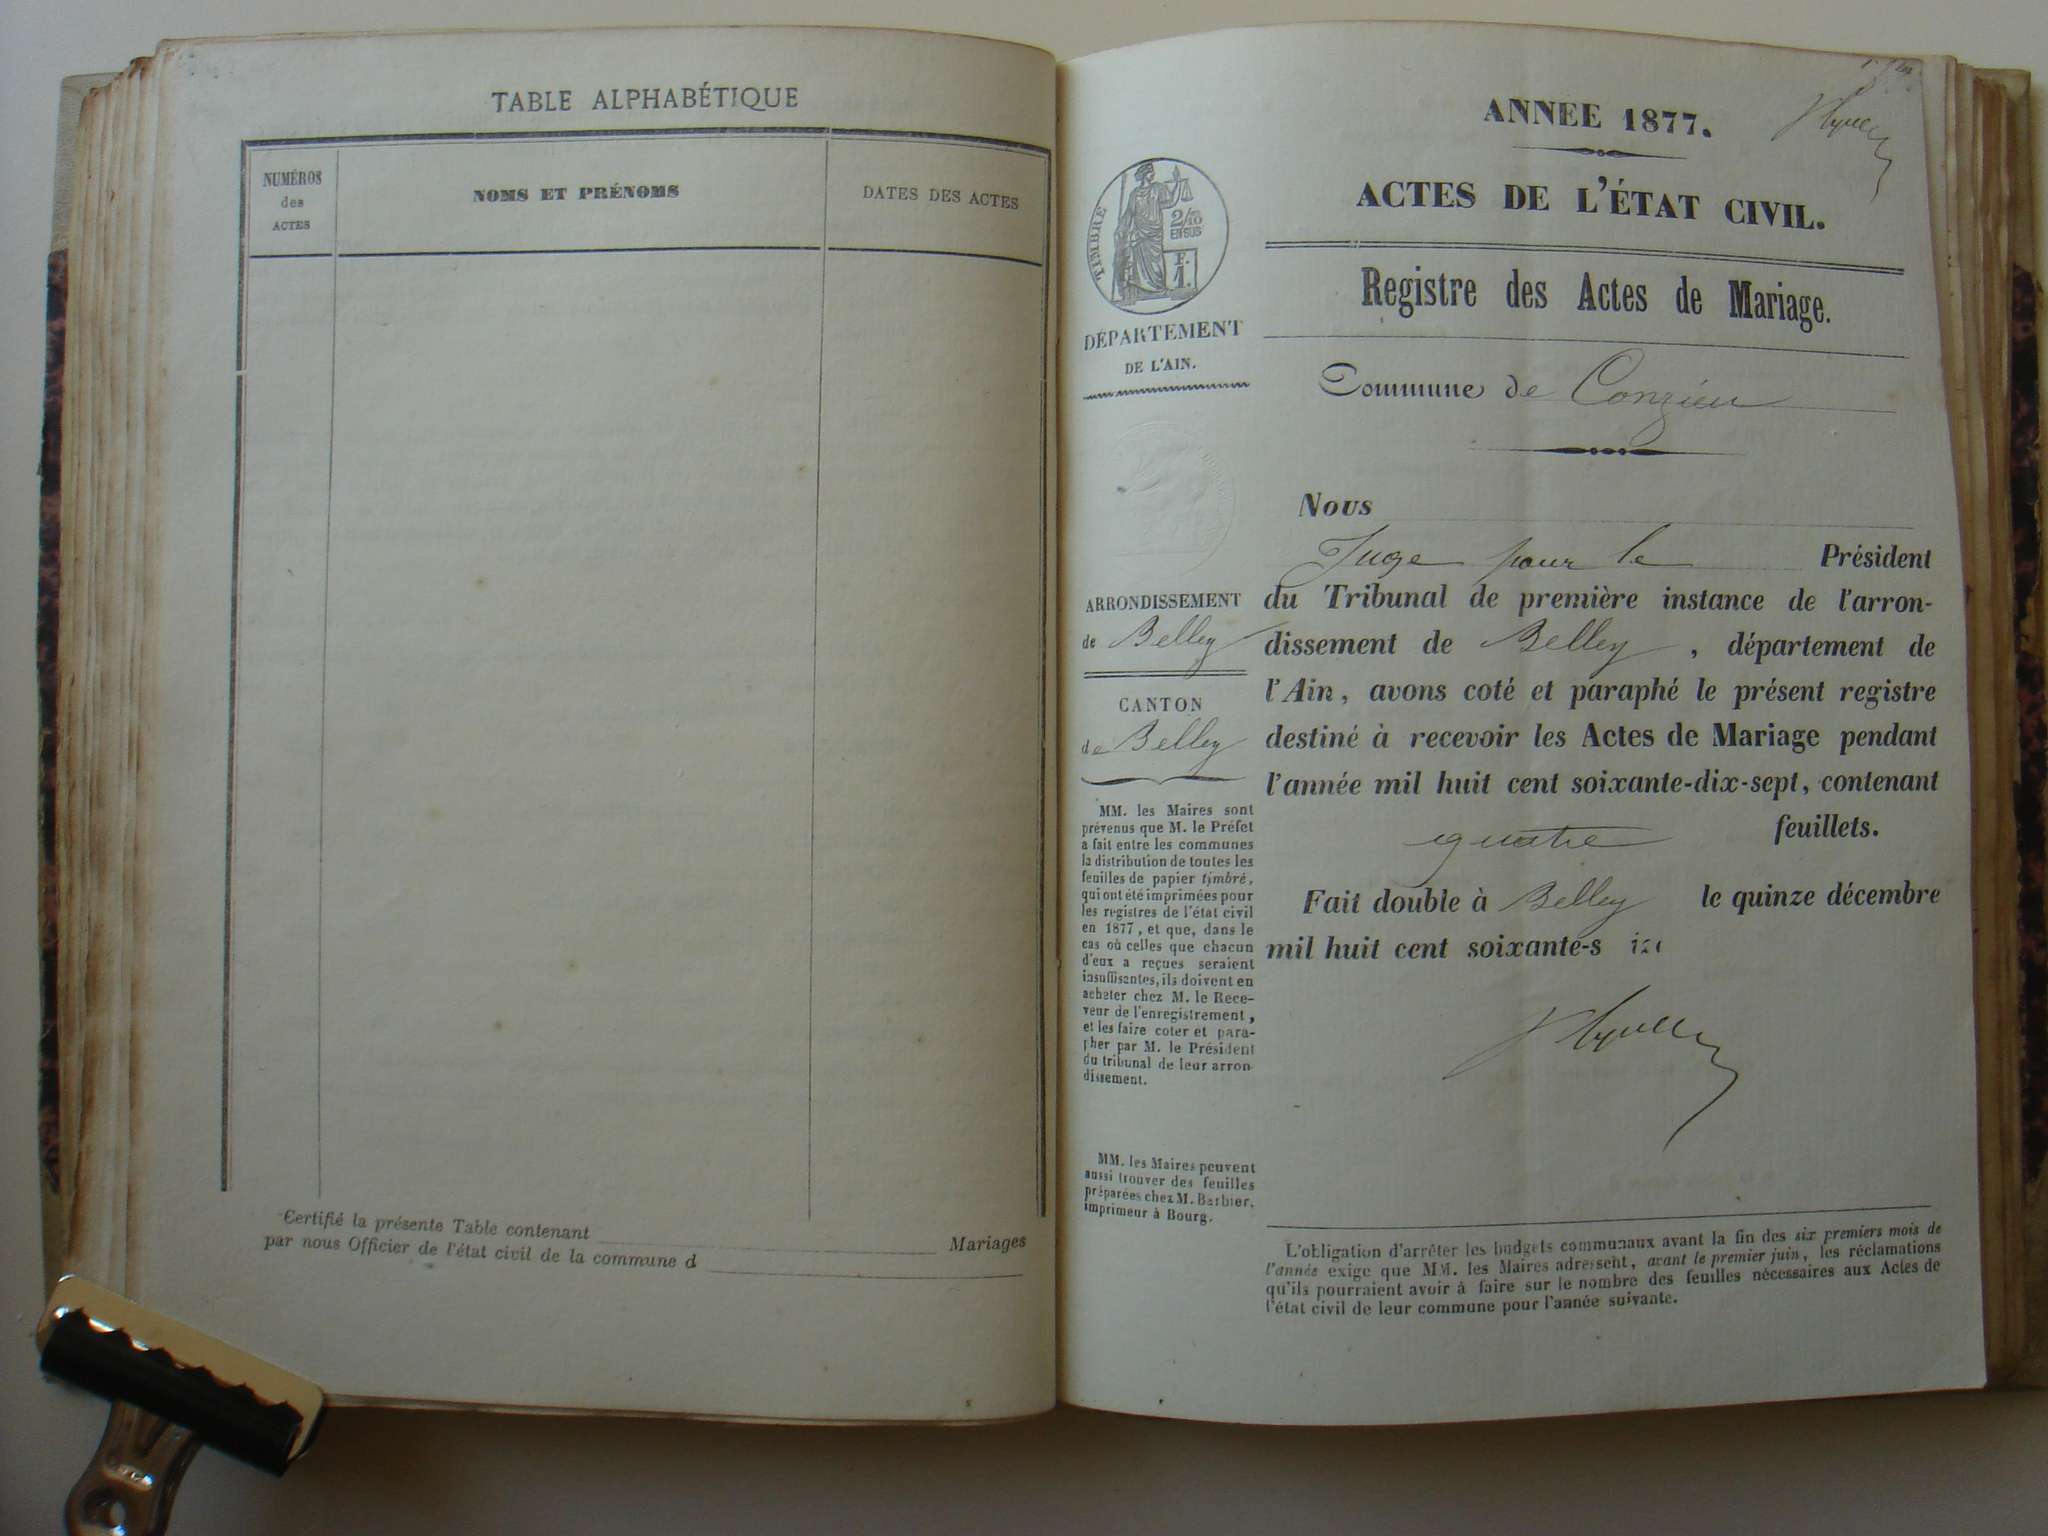 TABLE ALPHABÉTIQUE
NUMÉROS
des
ACTES
NOMS ET PRÉNOMS
DATES DES ACTES
Certifié la présente Table contenant Mariages
par nous Officier de l'état civil de la commune d
ANNEE 1877.
ACTES DE L'ÉTAT CIVIL.
Registre des Actes de Mariage.
TIMBRE
2/10
EN SUS
F.
1.
DÉPARTEMENT
DE L'AIN.
Commune de Conzieu
ARRONDISSEMENT
de Belley
CANTON
de Belley
MM. les Maires sont
prévenus que M. le Préfet
a fait entre les communes
la distribution de toutes les
feuilles de papier timbré,
qui ont été imprimées pour
les registres de l'état civil
en 1877, et que, dans le
cas où celles que chacun
d'eux a reçues seraient
insuffisantes, ils doivent en
acheter chez M. le Rece-
veur de l'enregistrement,
et les faire coter et para-
pher par M. le Président
du tribunal de leur arron
dissement.
MM. les Maires peuvent
aussi trouver des feuilles
préparées chez M. Barbier,
imprimeur à Bourg.
Nous
Juge pour le Président
du Tribunal de première instance de l'arron-
dissement de Belley, département de
l'Ain, avons coté et paraphé le présent registre
destiné à recevoir les Actes de Mariage pendant
l'année mil huit cent soixante-dix-sept, contenant
quatre feuillets.
Fait double à Belley le quinze décembre
mil huit cent soixante-s
L'obligation d'arrêter les budgets communaux avant la fin des six premiers mois de
l'année exige que MM. les Maires adressent, avant le premier juin, les réclamations
qu'ils pourraient avoir à faire sur le nombre des feuilles nécessaires aux Actes de
l'état civil de leur commune pour l'année suivante.